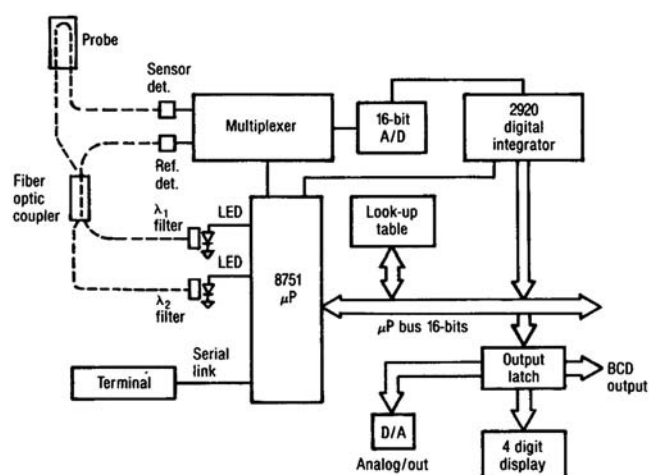 Probe
Sensor
det.
Multiplexer
16-bit
A/D
2920
digital
integrator
Ref.
det.
Fiber
optic
coupler
λ1
filter
LED
Look-up
table
8751
μP
LED
λ2
filter
μP bus 16-bits
Serial
link
Terminal
Output
latch
BCD
output
D/A
Analog/out
4 digit
display